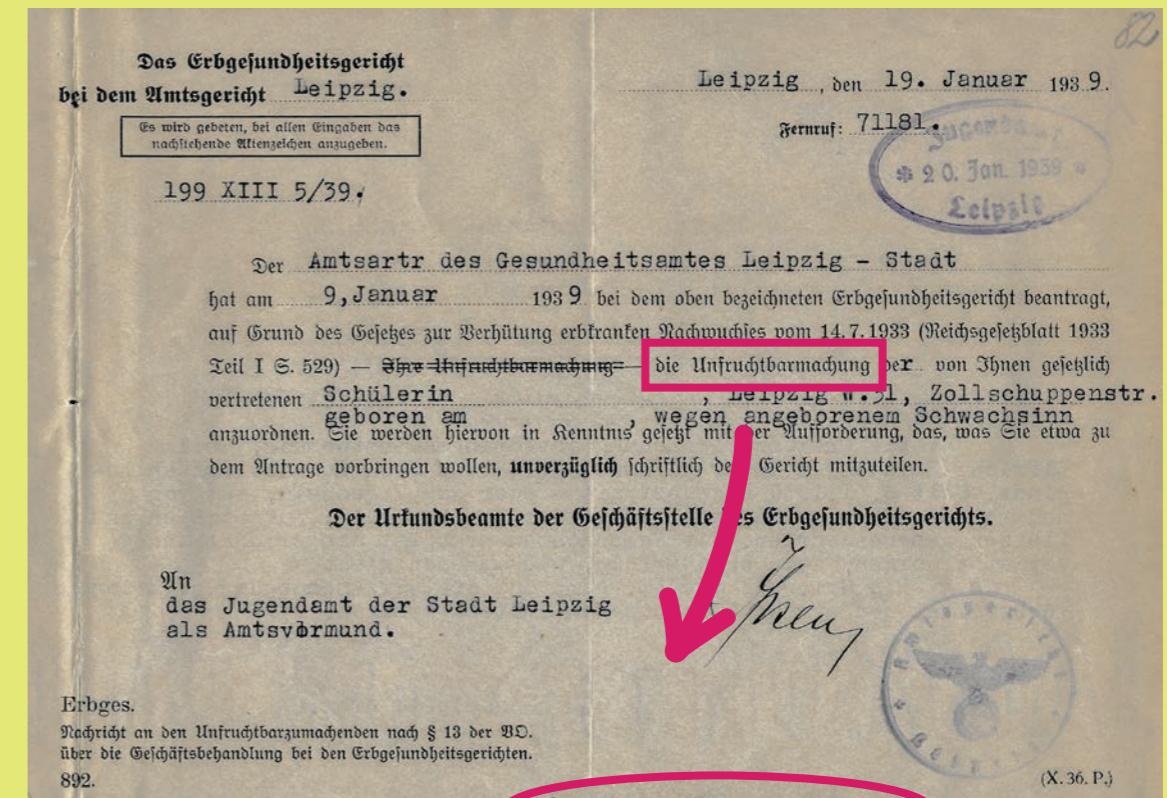 82
Das Erbgesundheitsgericht
bei dem Amtsgericht Leipzig.
Es wird gebeten, bei allen Eingaben das
nachstehende Aktenzeichen anzugeben.
199 XIII 5/39.
Leipzig, den 19. Januar 1939.
Fernruf: 71181.
Jugendamt
* 20. Jan. 1939 *
Leipzig
Der Amtsartr des Gesundheitsamtes Leipzig - Stadt
hat am 9,Januar 1939 bei dem oben bezeichneten Erbgesundheitsgericht beantragt,
auf Grund des Gesetzes zur Verhütung erbkranken Nachwuchses vom 14.7.1933 (Reichsgesetzblatt 1933
Teil I S. 529) — Ihre Unfruchtbarmachung — die Unfruchtbarmachung der von Ihnen gesetzlich
vertretenen Schülerin , Leipzig W.31, Zollschuppenstr.
geboren am , wegen angeborenem Schwachsinn
anzuordnen. Sie werden hiervon in Kenntnis gesetzt mit der Aufforderung, das, was Sie etwa zu
dem Antrage vorbringen wollen, unverzüglich schriftlich dem Gericht mitzuteilen.
Der Urkundsbeamte der Geschäftsstelle des Erbgesundheitsgerichts.
An
das Jugendamt der Stadt Leipzig
als Amtsvormund.
Amtsgericht
Leipzig
Erbges.
Nachricht an den Unfruchtbarzumachenden nach § 13 der VO.
über die Geschäftsbehandlung bei den Erbgesundheitsgerichten.
892.
(X. 36. P.)